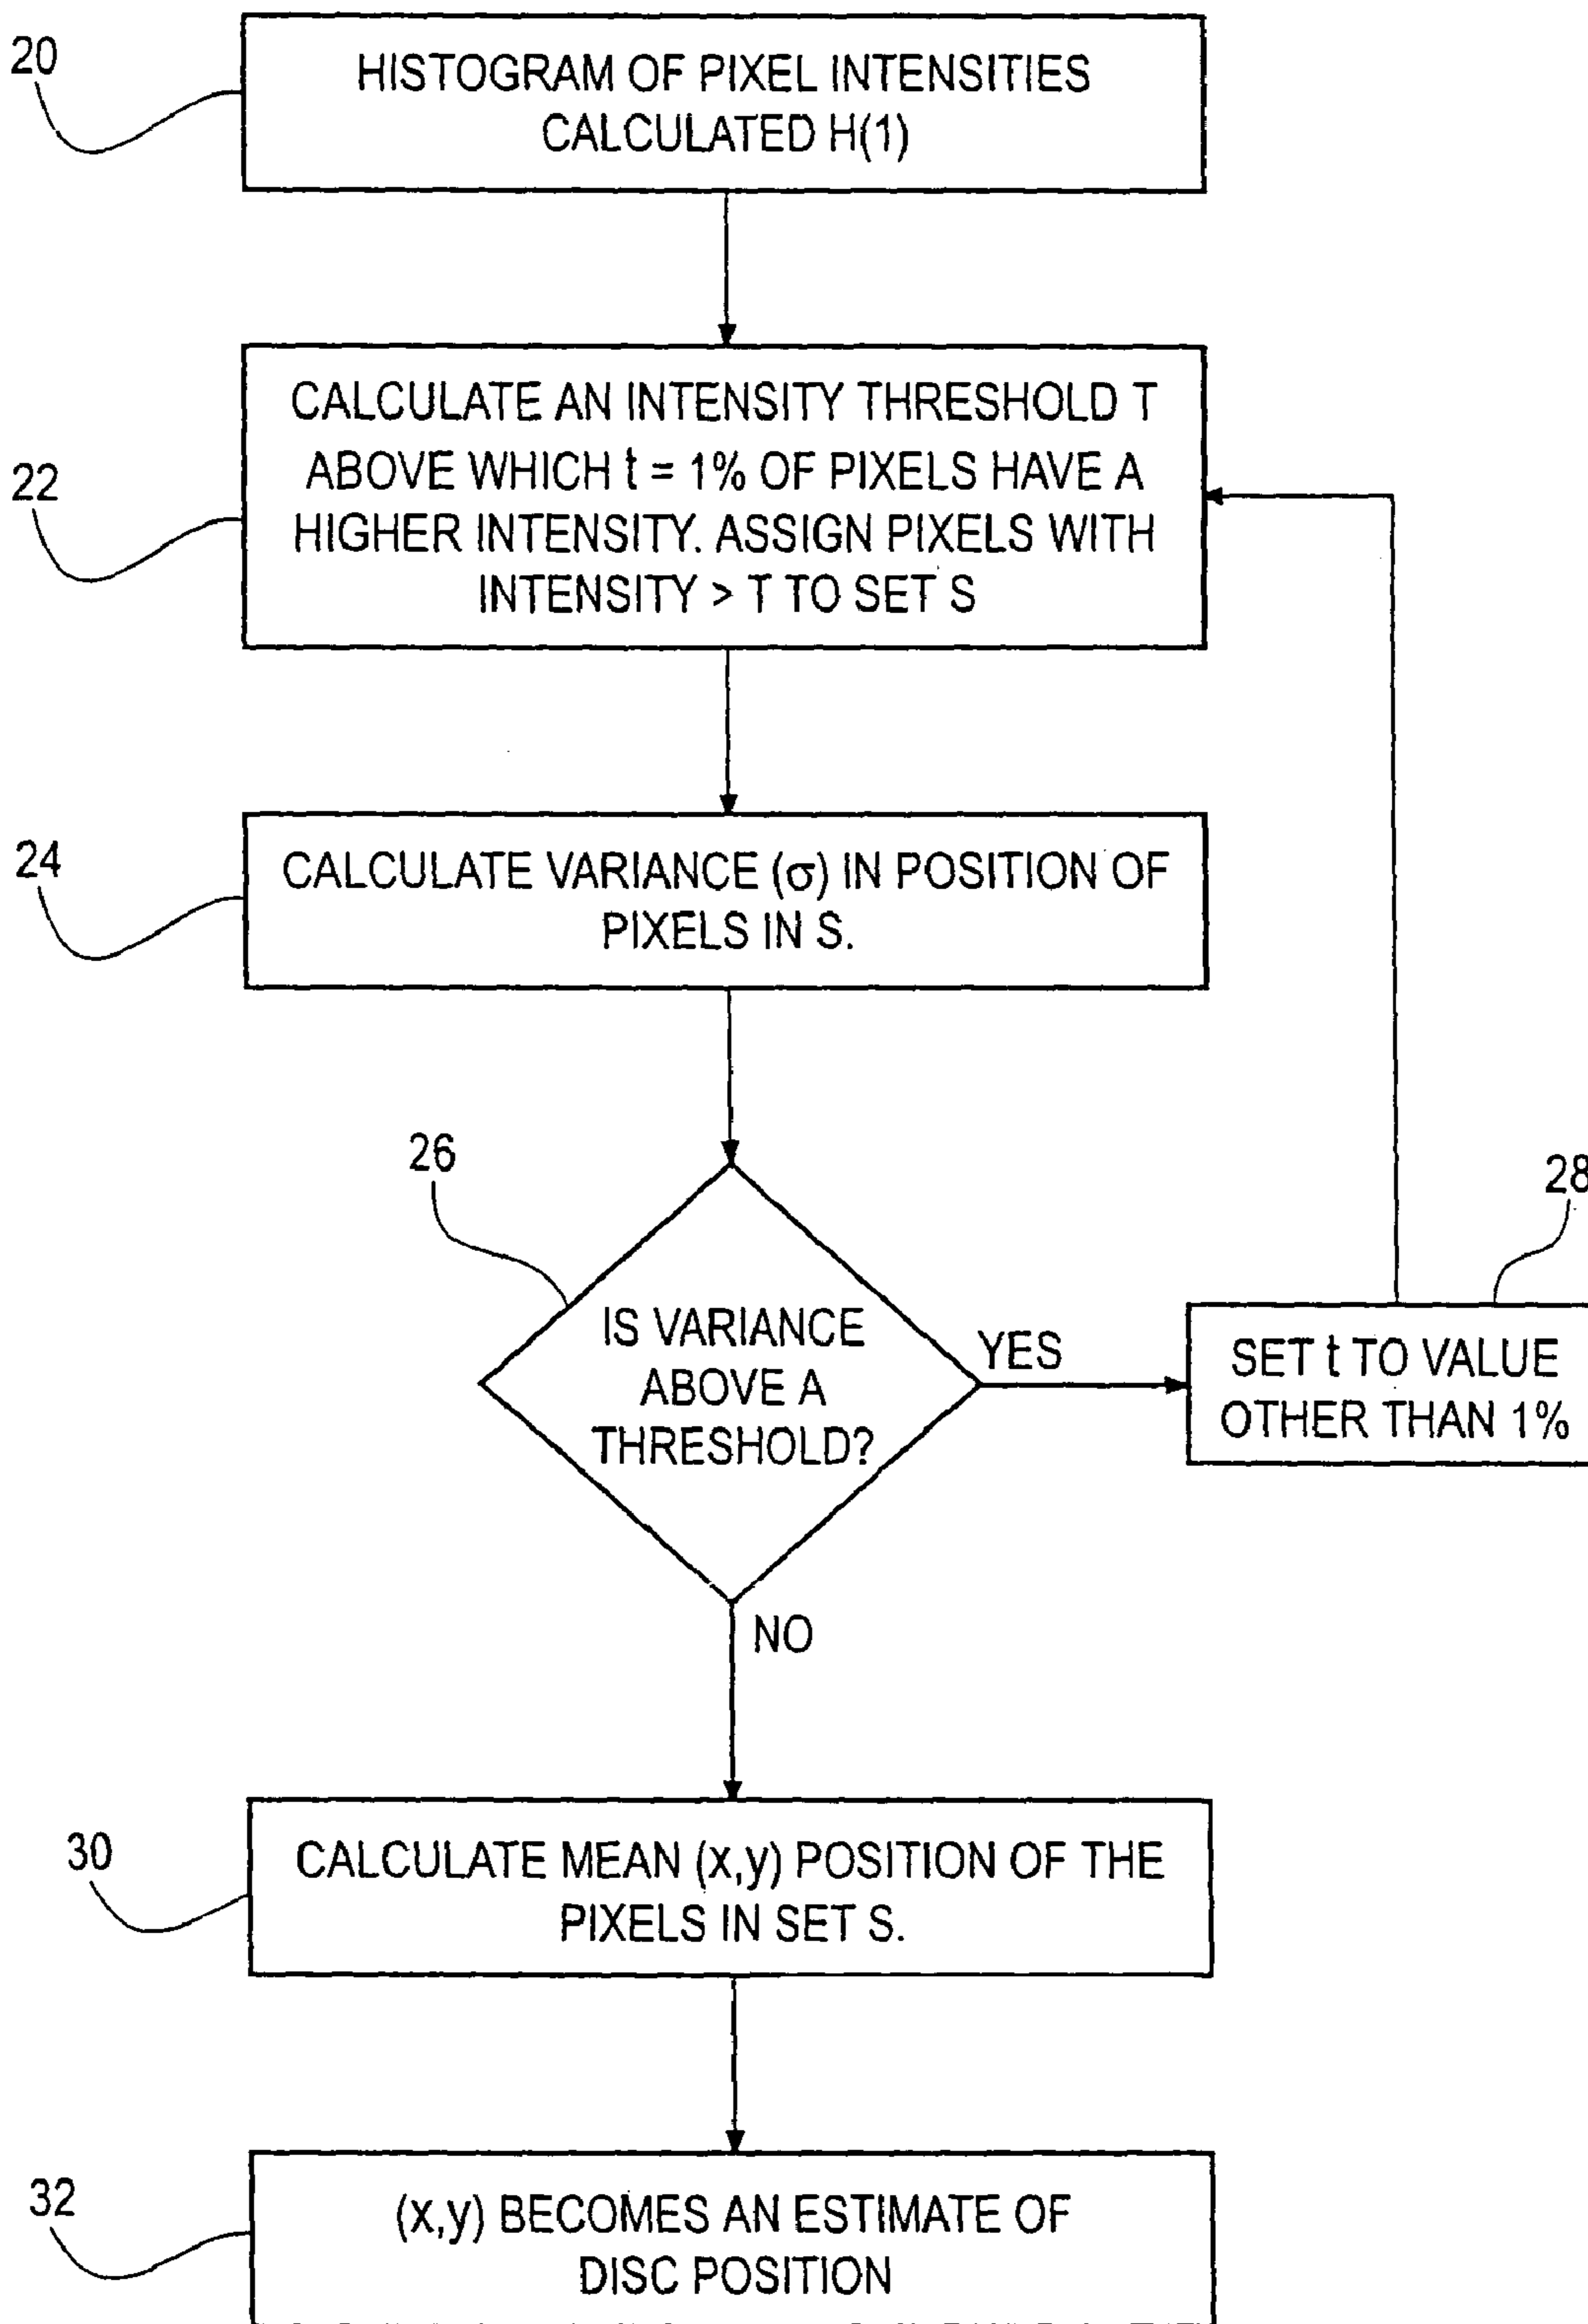 20
HISTOGRAM OF PIXEL INTENSITIES
CALCULATED H(1)
22
CALCULATE AN INTENSITY THRESHOLD T
ABOVE WHICH t = 1% OF PIXELS HAVE A
HIGHER INTENSITY. ASSIGN PIXELS WITH
INTENSITY > T TO SET S
24
CALCULATE VARIANCE (σ) IN POSITION OF
PIXELS IN S.
26
IS VARIANCE
ABOVE A
THRESHOLD?
YES
28
SET t TO VALUE
OTHER THAN 1%
NO
30
CALCULATE MEAN (x,y) POSITION OF THE
PIXELS IN SET S.
32
(x,y) BECOMES AN ESTIMATE OF
DISC POSITION